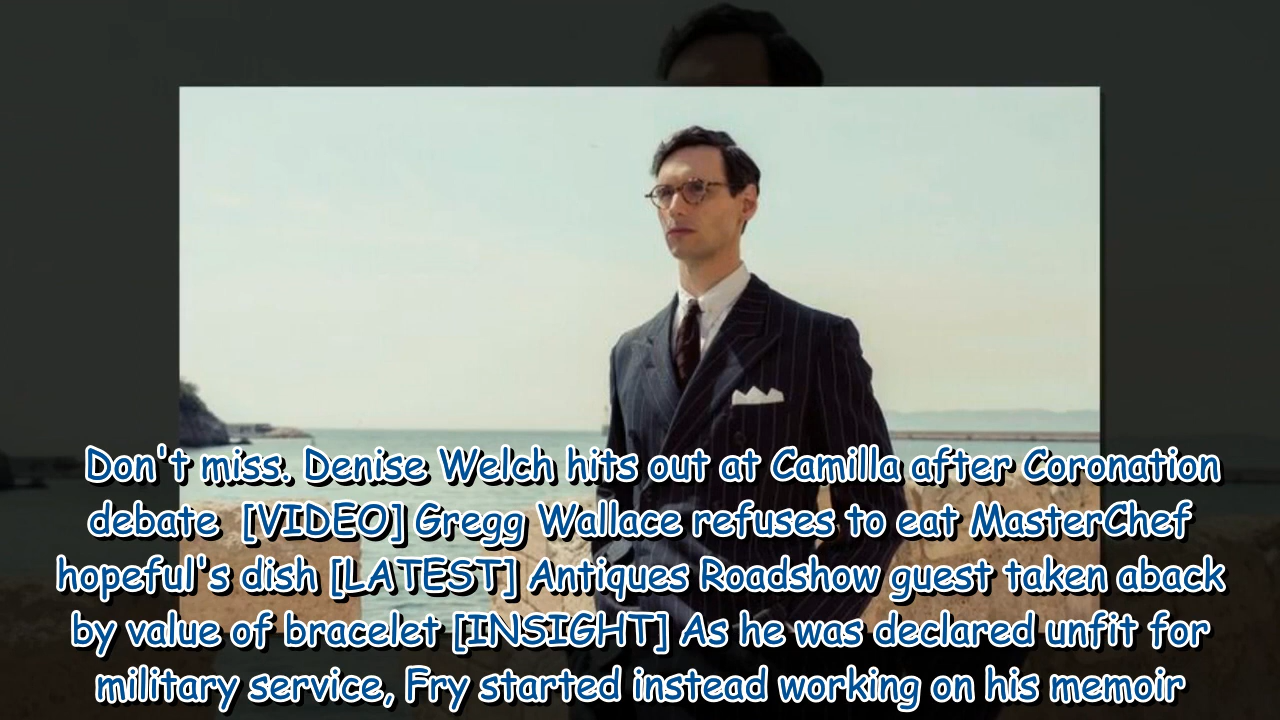 Don't miss. Denise Welch hits out at Camilla after Coronation
debate  [VIDEO] Gregg Wallace refuses to eat MasterChef
hopeful's dish [LATEST] Antiques Roadshow guest taken aback
by value of bracelet [INSIGHT] As he was declared unfit for
military service, Fry started instead working on his memoir